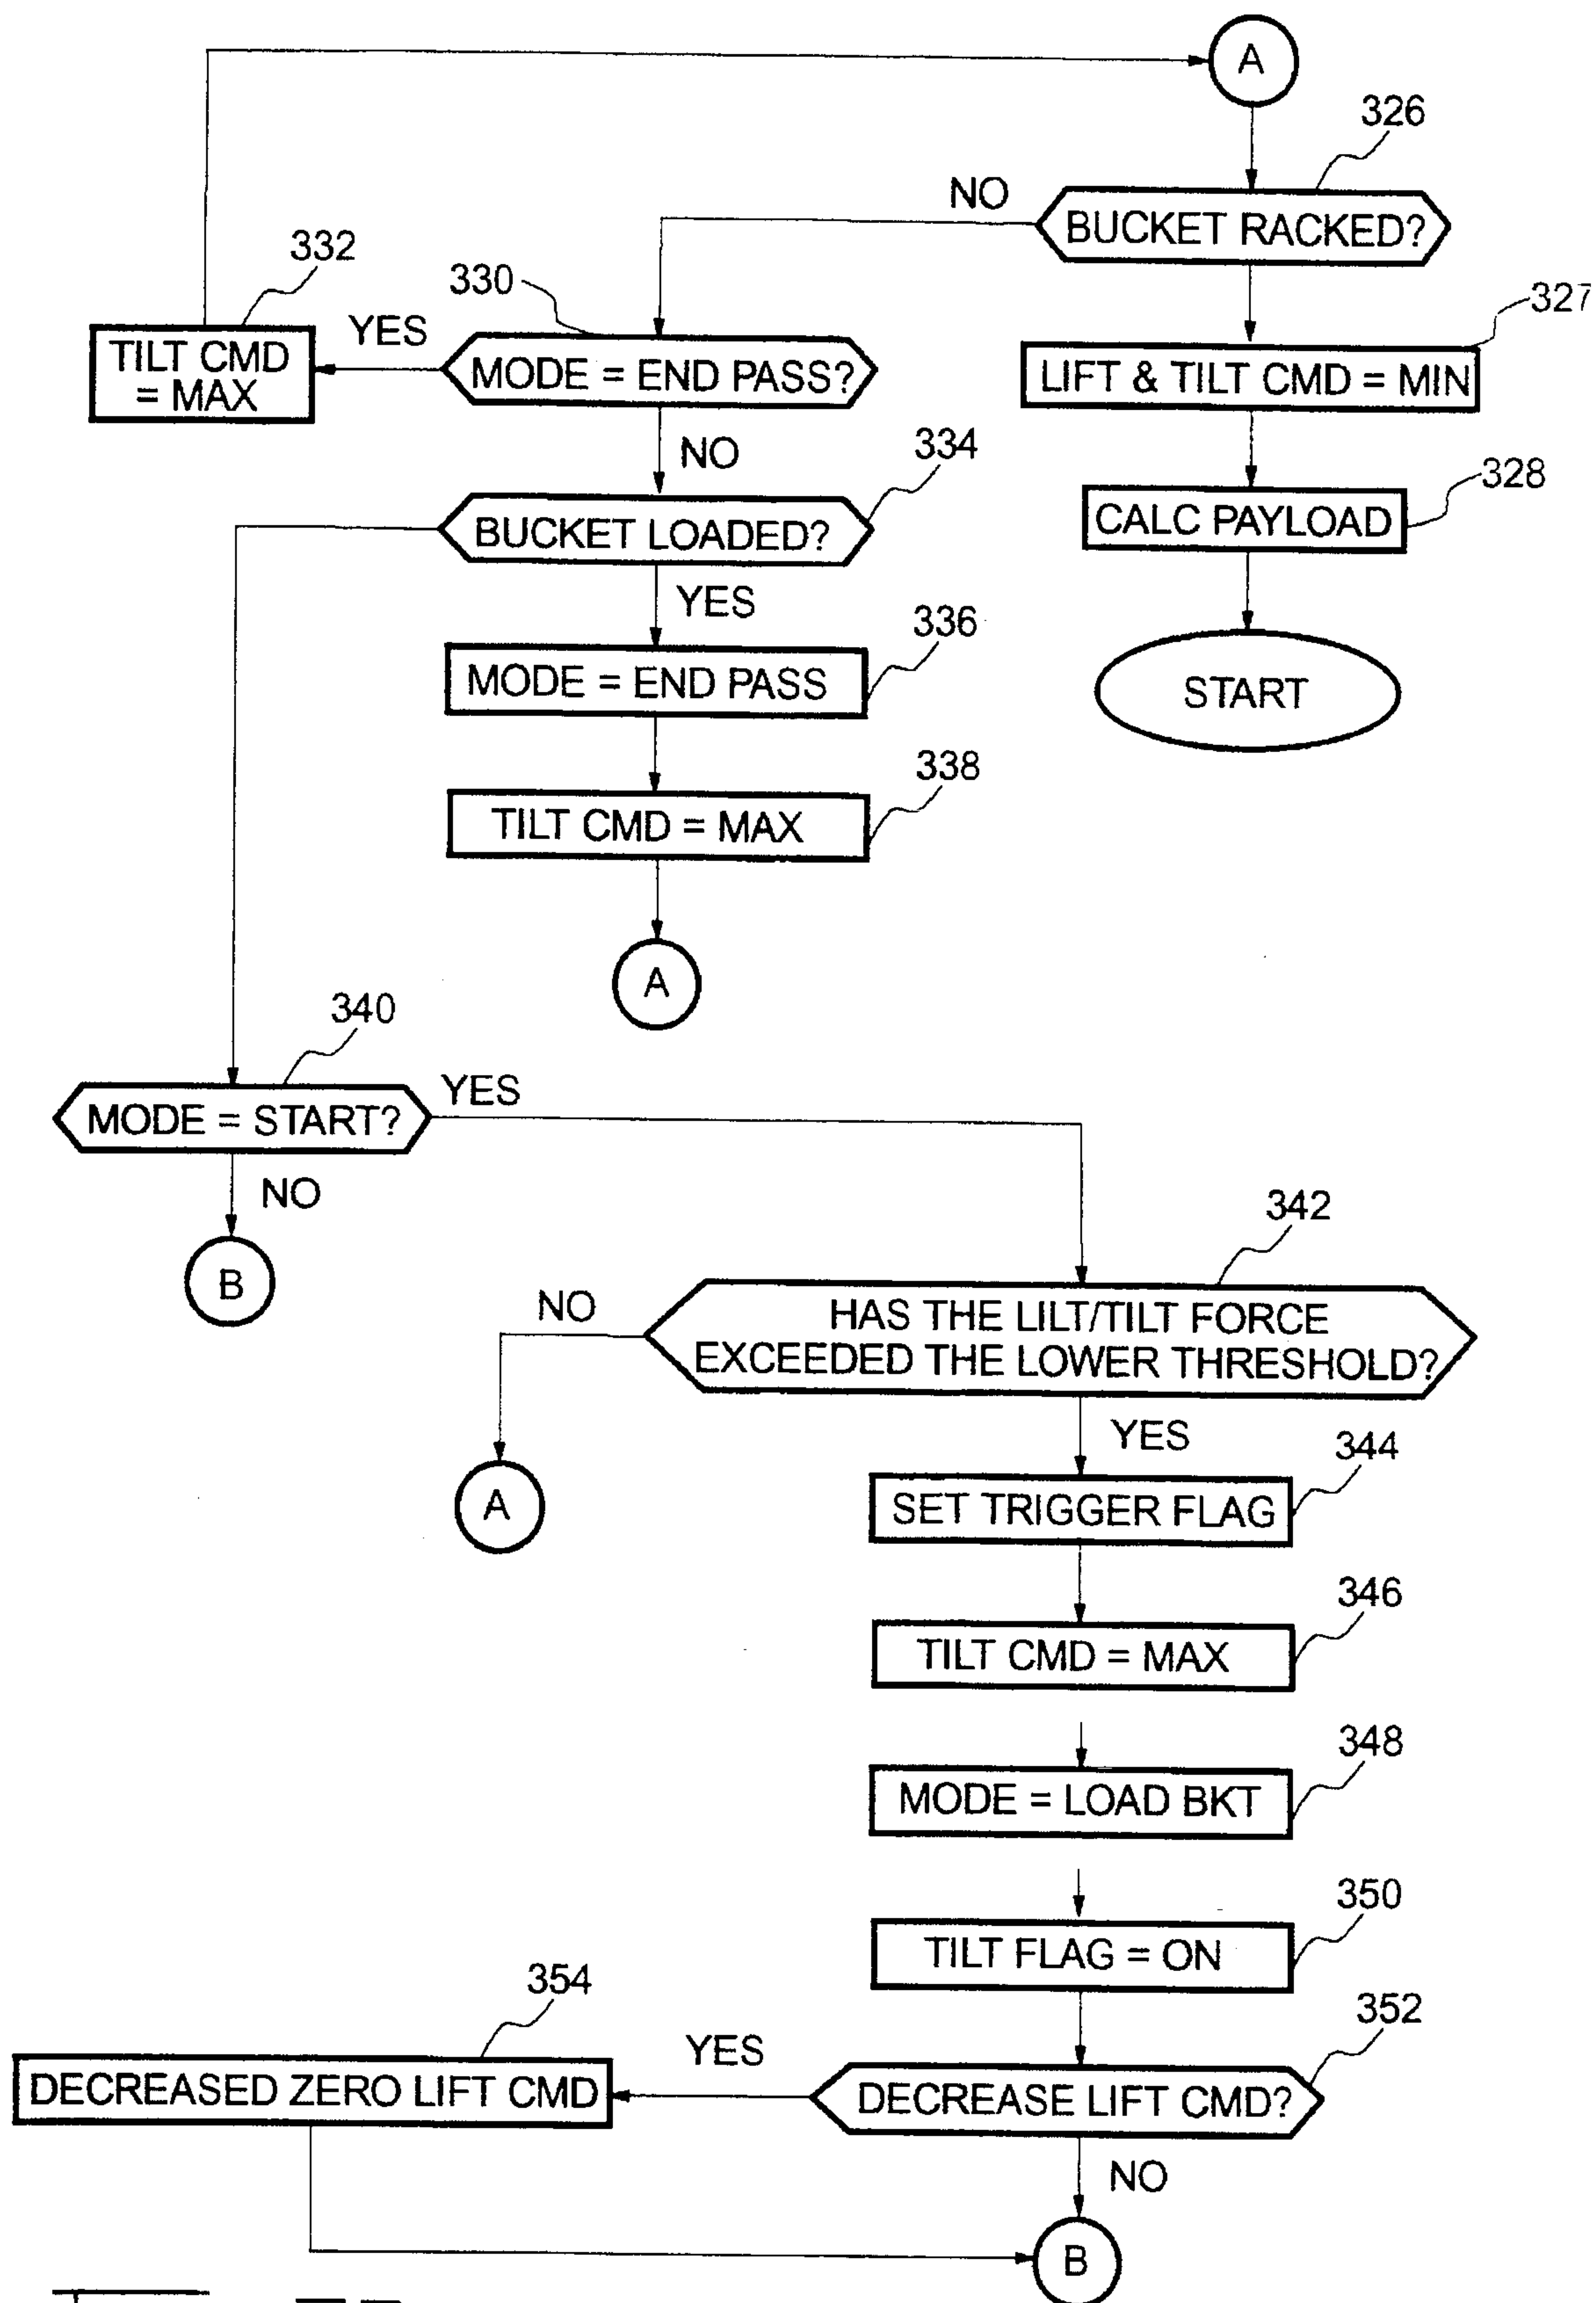 A
326
NO
BUCKET RACKED?
332
330
327
YES
TILT CMD
= MAX
MODE = END PASS?
LIFT & TILT CMD = MIN
NO
334
328
BUCKET LOADED?
CALC PAYLOAD
YES
336
MODE = END PASS
START
338
TILT CMD = MAX
A
340
YES
MODE = START?
NO
342
B
NO
HAS THE LILT/TILT FORCE
EXCEEDED THE LOWER THRESHOLD?
YES
344
A
SET TRIGGER FLAG
346
TILT CMD = MAX
348
MODE = LOAD BKT
350
TILT FLAG = ON
354
352
YES
DECREASED ZERO LIFT CMD
DECREASE LIFT CMD?
NO
B